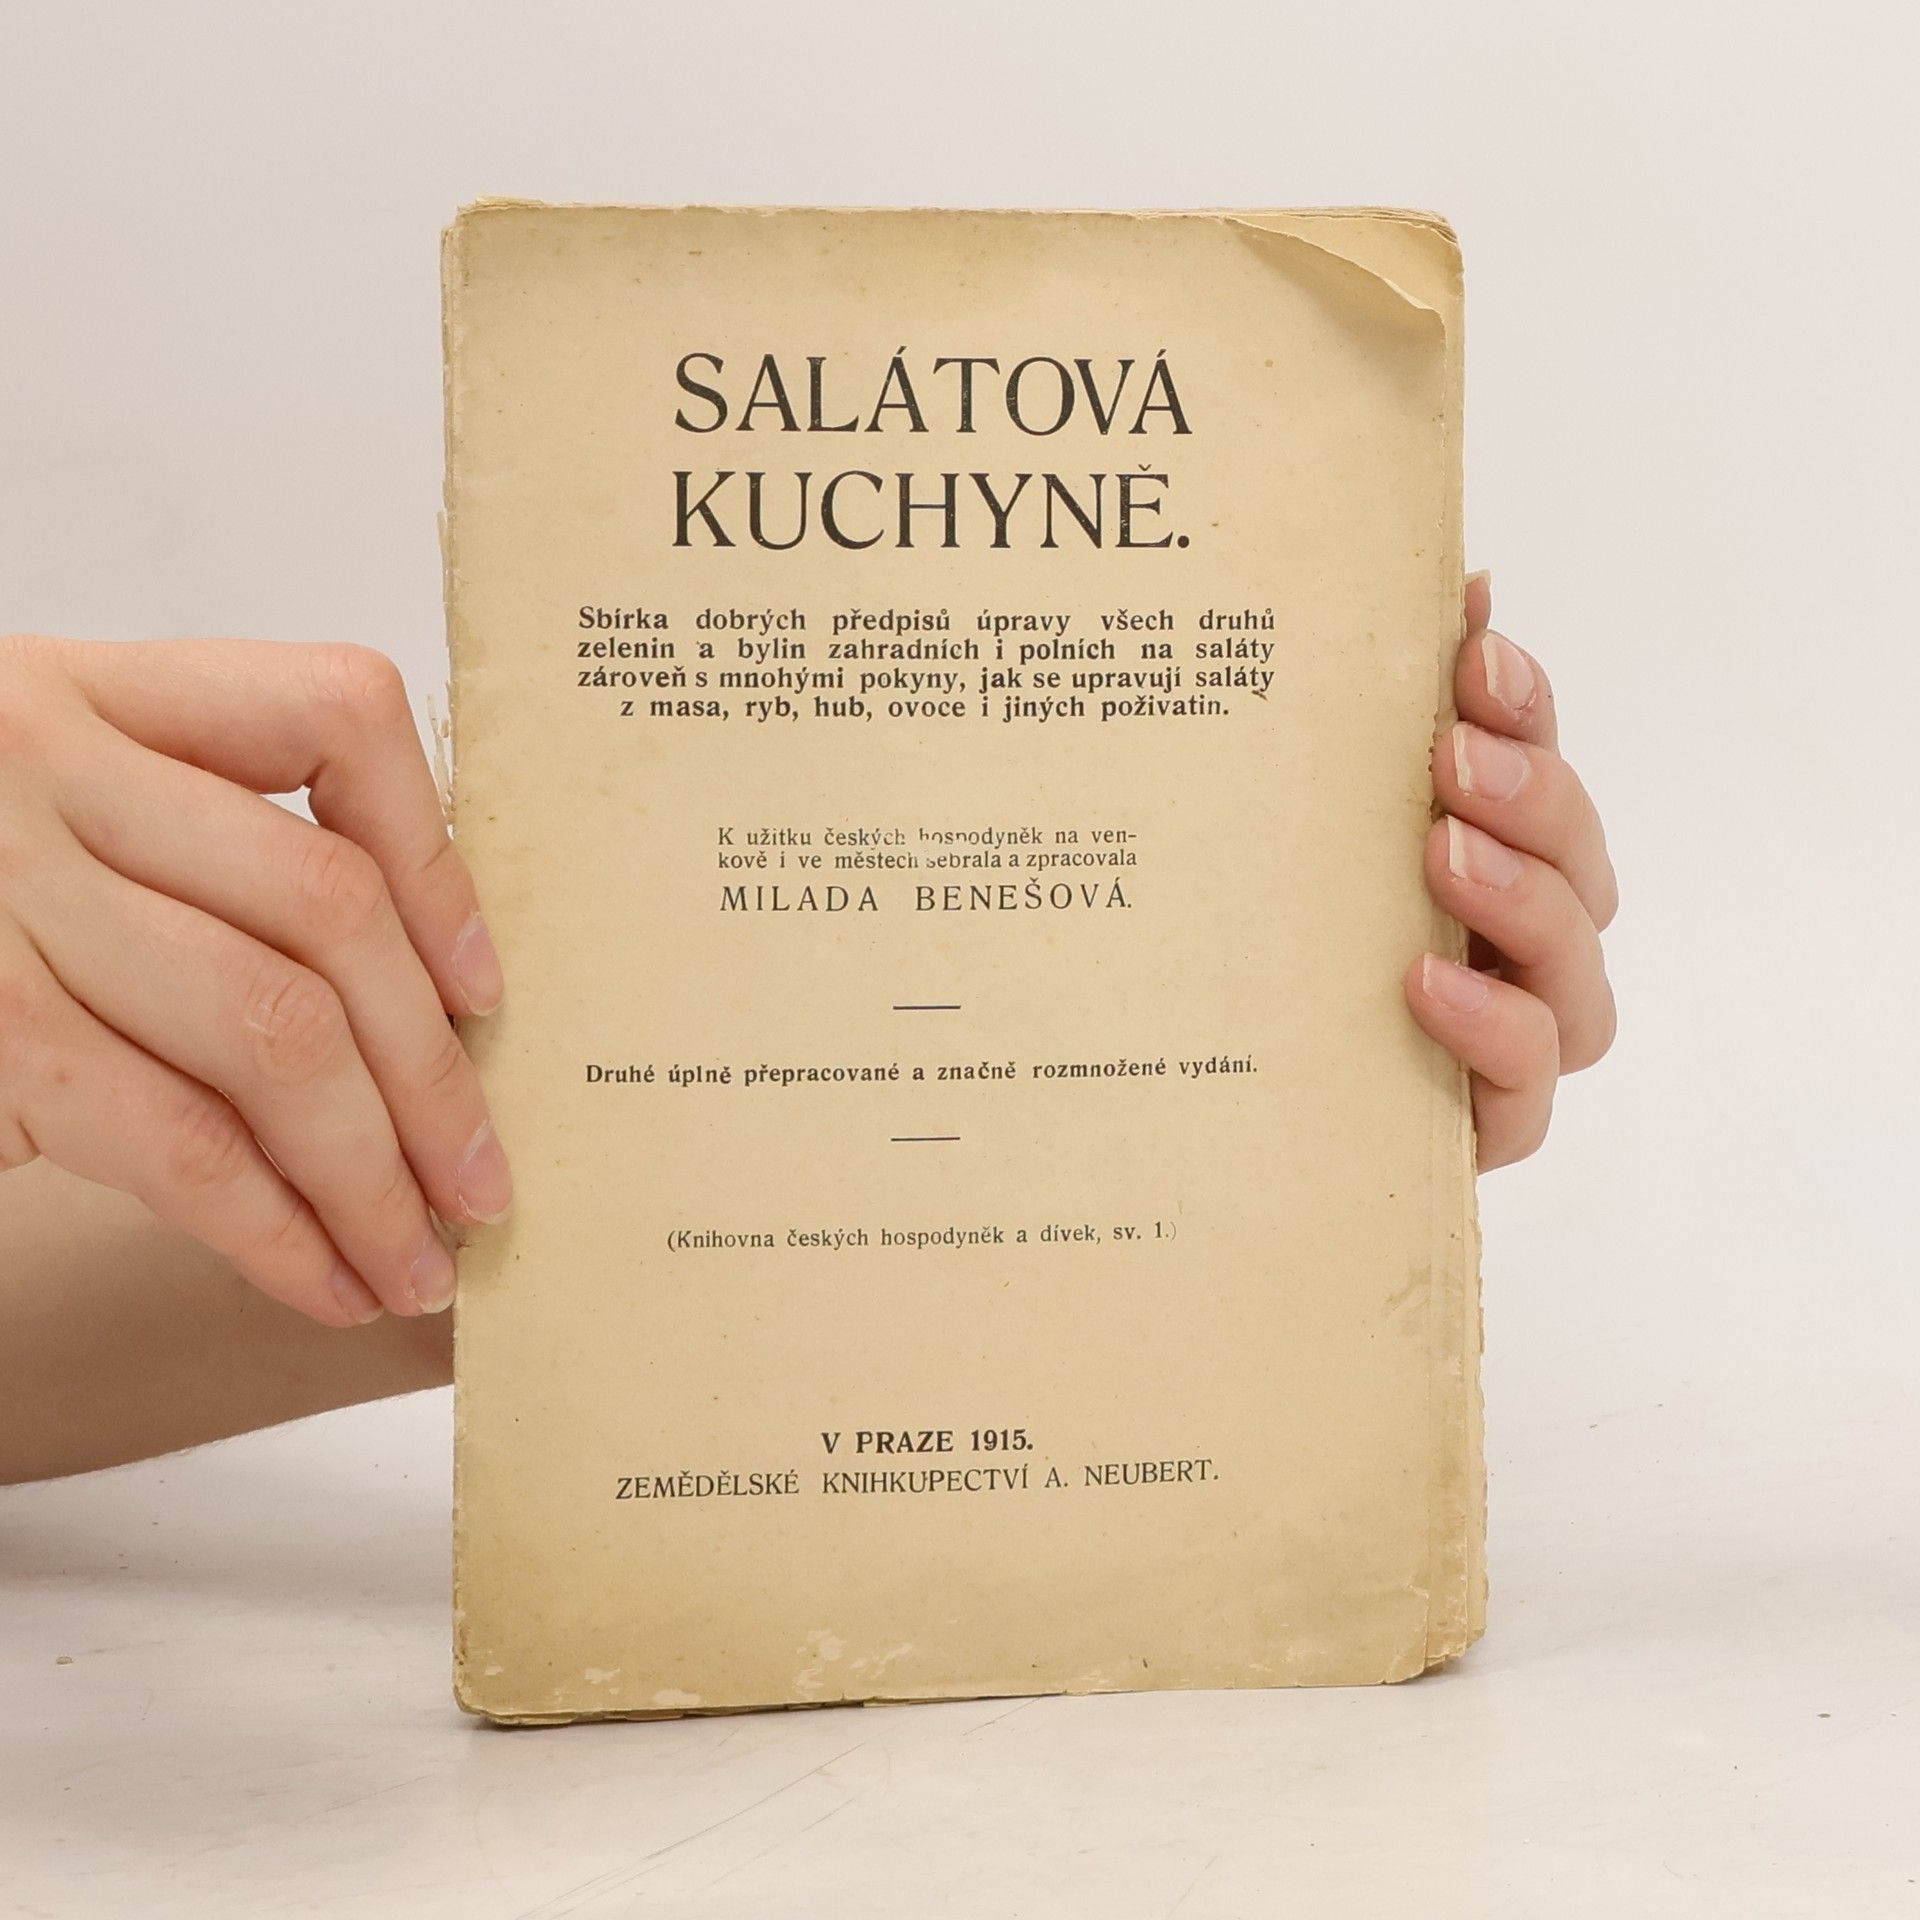 SALÁTOVÁ
KUCHYNĚ.
Sbírka dobrých předpisů úpravy všech druhů
zelenin a bylin zahradních i polních na saláty
zároveň s mnohými pokyny, jak se upravují saláty
z masa, ryb, hub, ovoce i jiných poživatin.
K užitku českých hospodyněk na ven-
kově i ve městech sebrala a zpracovala
MILADA BENEŠOVÁ.
Druhé úplně přepracované a značně rozmnožené vydání.
(Knihovna českých hospodyněk a dívek, sv. 1.)
V PRAZE 1915.
ZEMĚDĚLSKÉ KNIHKUPECTVÍ A. NEUBERT.